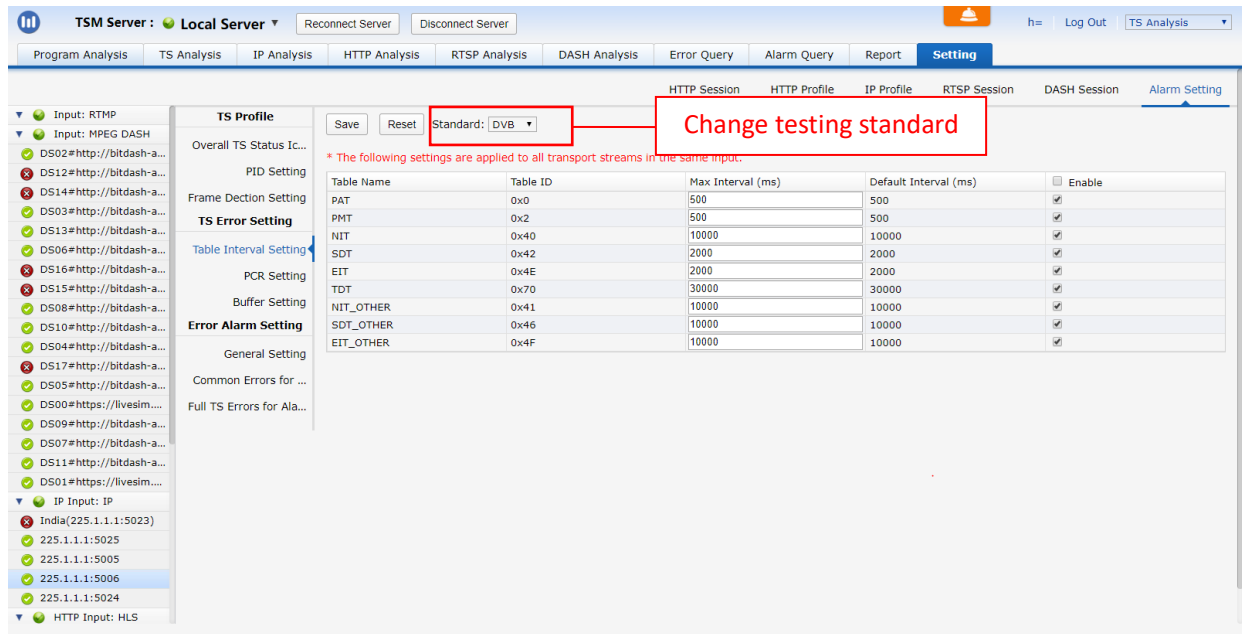 TSM Server : Local Server ▼ Reconnect Server Disconnect Server h= Log Out TS Analysis
Program Analysis TS Analysis IP Analysis HTTP Analysis RTSP Analysis DASH Analysis Error Query Alarm Query Report Setting
HTTP Session HTTP Profile IP Profile RTSP Session DASH Session Alarm Setting
Input: RTMP
Input: MPEG DASH
DS02#http://bitdash-a...
DS12#http://bitdash-a...
DS14#http://bitdash-a...
DS03#http://bitdash-a...
DS13#http://bitdash-a...
DS06#http://bitdash-a...
DS16#http://bitdash-a...
DS15#http://bitdash-a...
DS08#http://bitdash-a...
DS10#http://bitdash-a...
DS04#http://bitdash-a...
DS17#http://bitdash-a...
DS05#http://bitdash-a...
DS00#https://livesim....
DS09#http://bitdash-a...
DS07#http://bitdash-a...
DS11#http://bitdash-a...
DS01#https://livesim....
IP Input: IP
India(225.1.1.1:5023)
225.1.1.1:5025
225.1.1.1:5005
225.1.1.1:5006
225.1.1.1:5024
HTTP Input: HLS
TS Profile
Overall TS Status Ic...
PID Setting
Frame Dection Setting
TS Error Setting
Table Interval Setting
PCR Setting
Buffer Setting
Error Alarm Setting
General Setting
Common Errors for ...
Full TS Errors for Ala...
Save Reset Standard: DVB
Change testing standard
* The following settings are applied to all transport streams in the same input.
Table Name Table ID Max Interval (ms) Default Interval (ms) Enable
PAT 0x0 500 500
PMT 0x2 500 500
NIT 0x40 10000 10000
SDT 0x42 2000 2000
EIT 0x4E 2000 2000
TDT 0x70 30000 30000
NIT_OTHER 0x41 10000 10000
SDT_OTHER 0x46 10000 10000
EIT_OTHER 0x4F 10000 10000